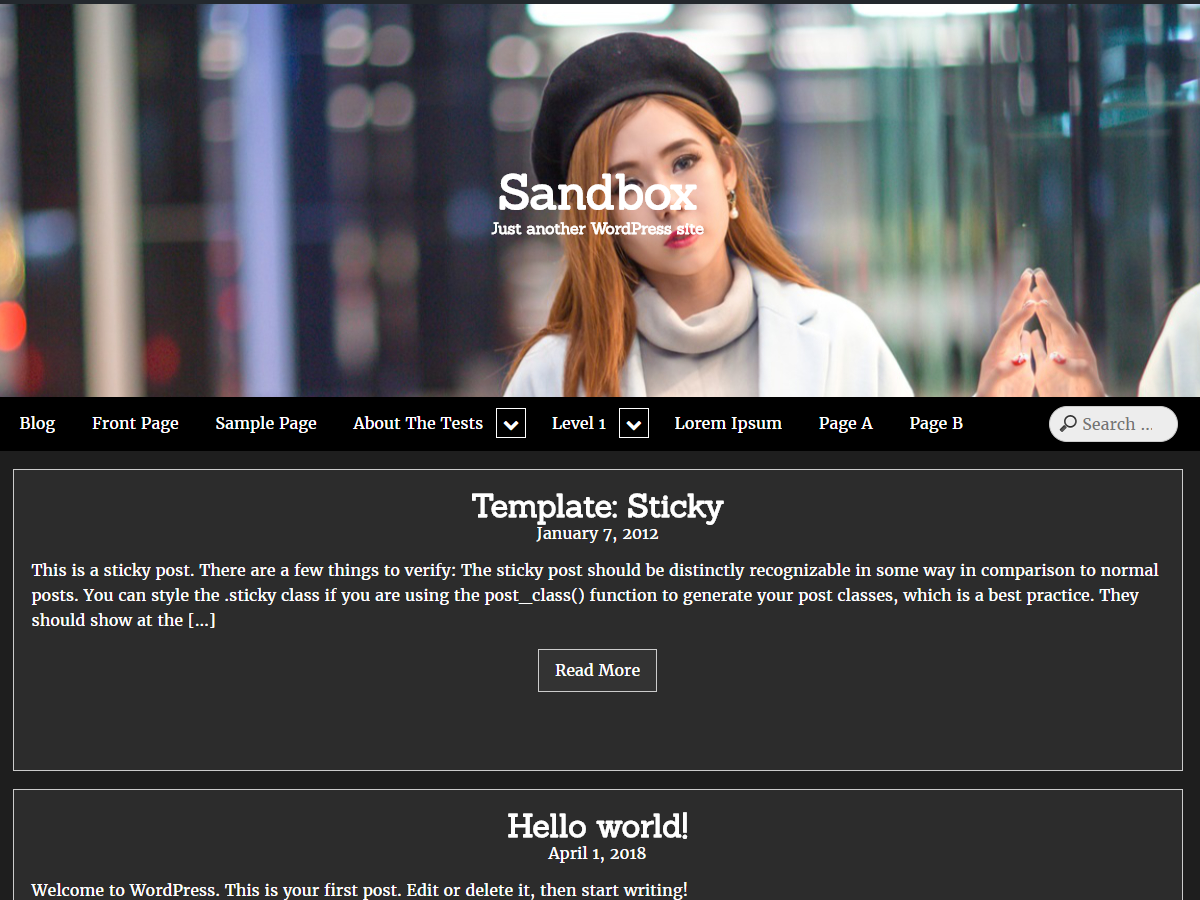 Sandbox
Just another WordPress site
Blog Front Page Sample Page About The Tests Level 1 Lorem Ipsum Page A Page B Search ...
Template: Sticky
January 7, 2012
This is a sticky post. There are a few things to verify: The sticky post should be distinctly recognizable in some way in comparison to normal
posts. You can style the .sticky class if you are using the post_class() function to generate your post classes, which is a best practice. They
should show at the [...]
Read More
Hello world!
April 1, 2018
Welcome to WordPress. This is your first post. Edit or delete it, then start writing!